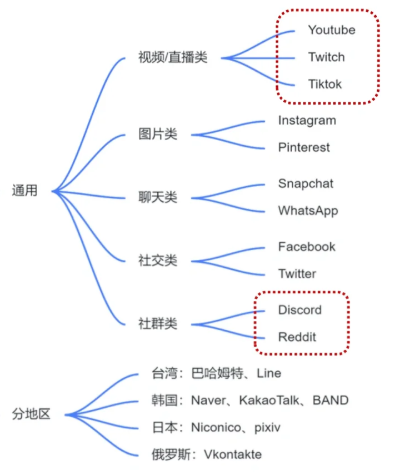 通用
视频/直播类
Youtube
Twitch
Tiktok
图片类
Instagram
Pinterest
聊天类
Snapchat
WhatsApp
社交类
Facebook
Twitter
社群类
Discord
Reddit
分地区
台湾：巴哈姆特、Line
韩国：Naver、KakaoTalk、BAND
日本：Niconico、pixiv
俄罗斯：Vkontakte